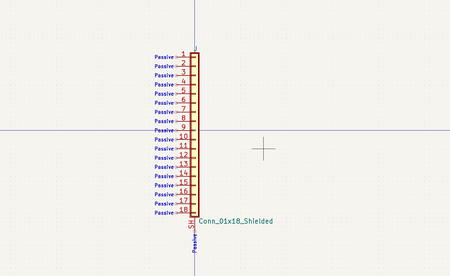 J
Passive 1
Passive 2
Passive 3
Passive 4
Passive 5
Passive 6
Passive 7
Passive 8
Passive 9
Passive 10
Passive 11
Passive 12
Passive 13
Passive 14
Passive 15
Passive 16
Passive 17
Passive 18
Conn_01x18_Shielded
SH
Passive